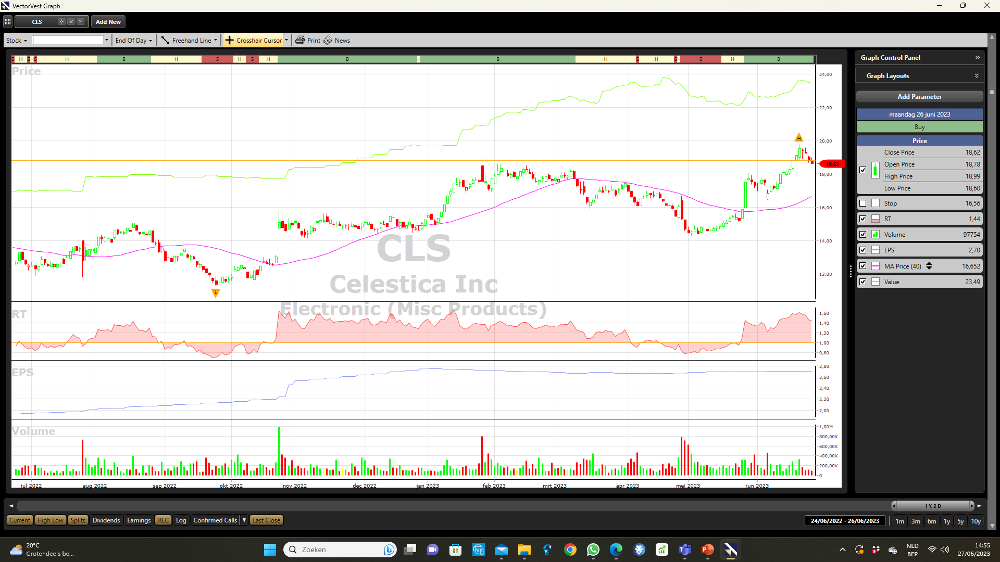 VectorVest Graph
CLS
Add New
Stock
End Of Day
Freehand Line
Crosshair Cursor
Print
News
S H S H S H B H S H S H B H B H S H S H S H B
Price
24,00
22,00
20,00
18,62
18,00
16,00
14,00
12,00
H
L
CLS
Celestica Inc
Electronic (Misc Products)
RT
1,60
1,40
1,20
1,00
0,80
EPS
2,80
2,60
2,40
2,20
2,00
Volume
1,00M
800,00K
600,00K
400,00K
200,00K
0
jul 2022 aug 2022 sep 2022 okt 2022 nov 2022 dec 2022 jan 2023 feb 2023 mrt 2023 apr 2023 mei 2023 jun 2023
Graph Control Panel
Graph Layouts
Add Parameter
maandag 26 juni 2023
Buy
Price
Close Price 18,62
Open Price 18,78
High Price 18,99
Low Price 18,60
Stop 16,56
RT 1,44
Volume 97754
EPS 2,70
MA Price (40) 16,652
Value 23,49
1 Y, 2 D
Current High Low Splits Dividends Earnings REC Log Confirmed Calls Last Close
24/06/2022 - 26/06/2023
1m 3m 6m 1y 5y 10y
20°C
Grotendeels be...
Zoeken
NLD
BEP
14:55
27/06/2023